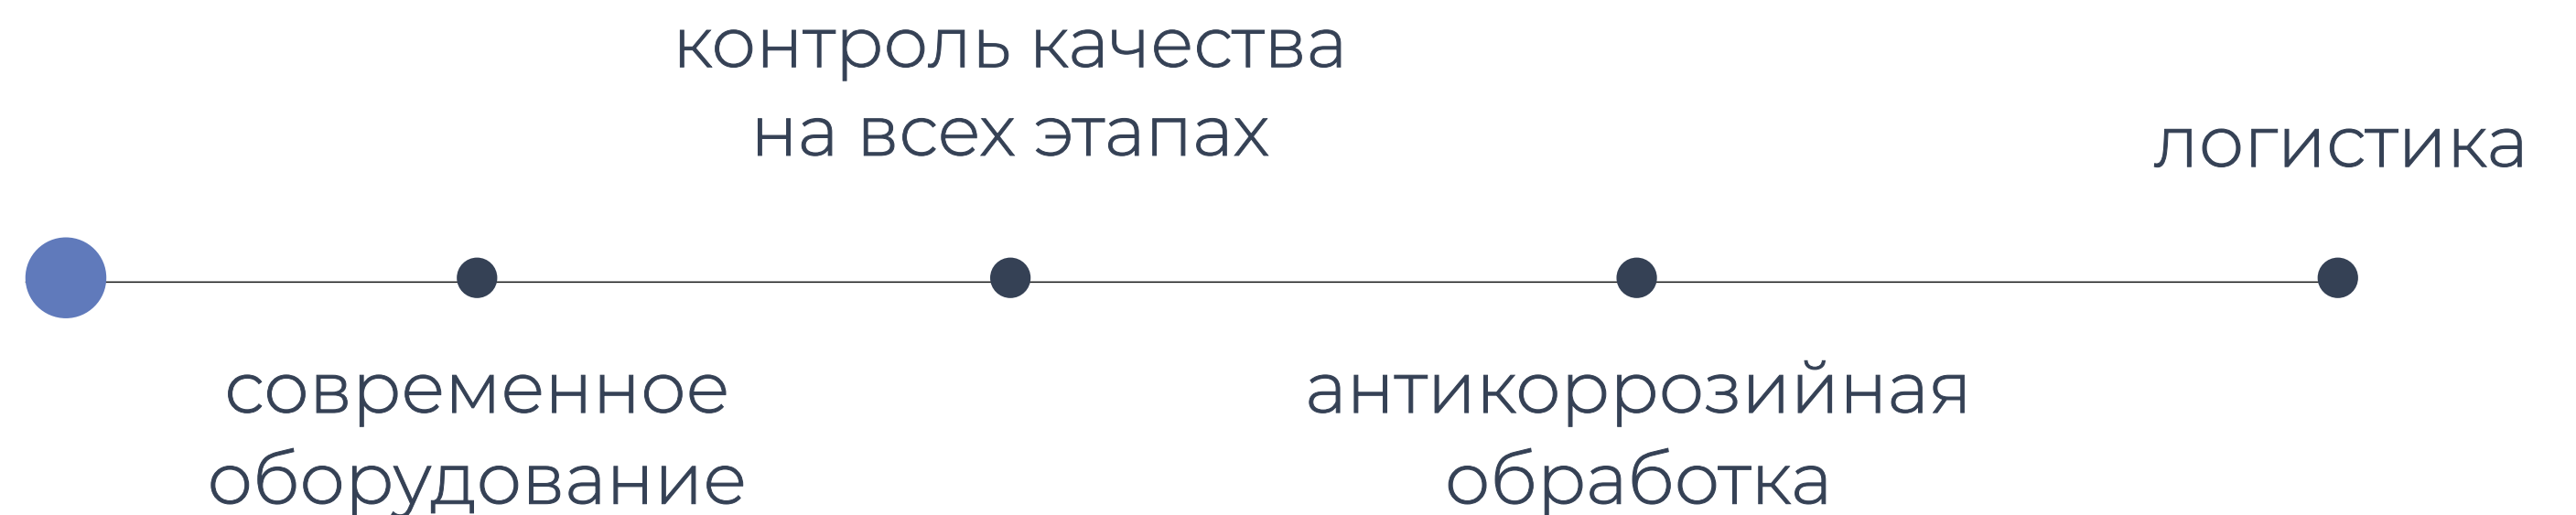 контроль качества
на всех этапах
логистика
современное
оборудование
антикоррозийная
обработка